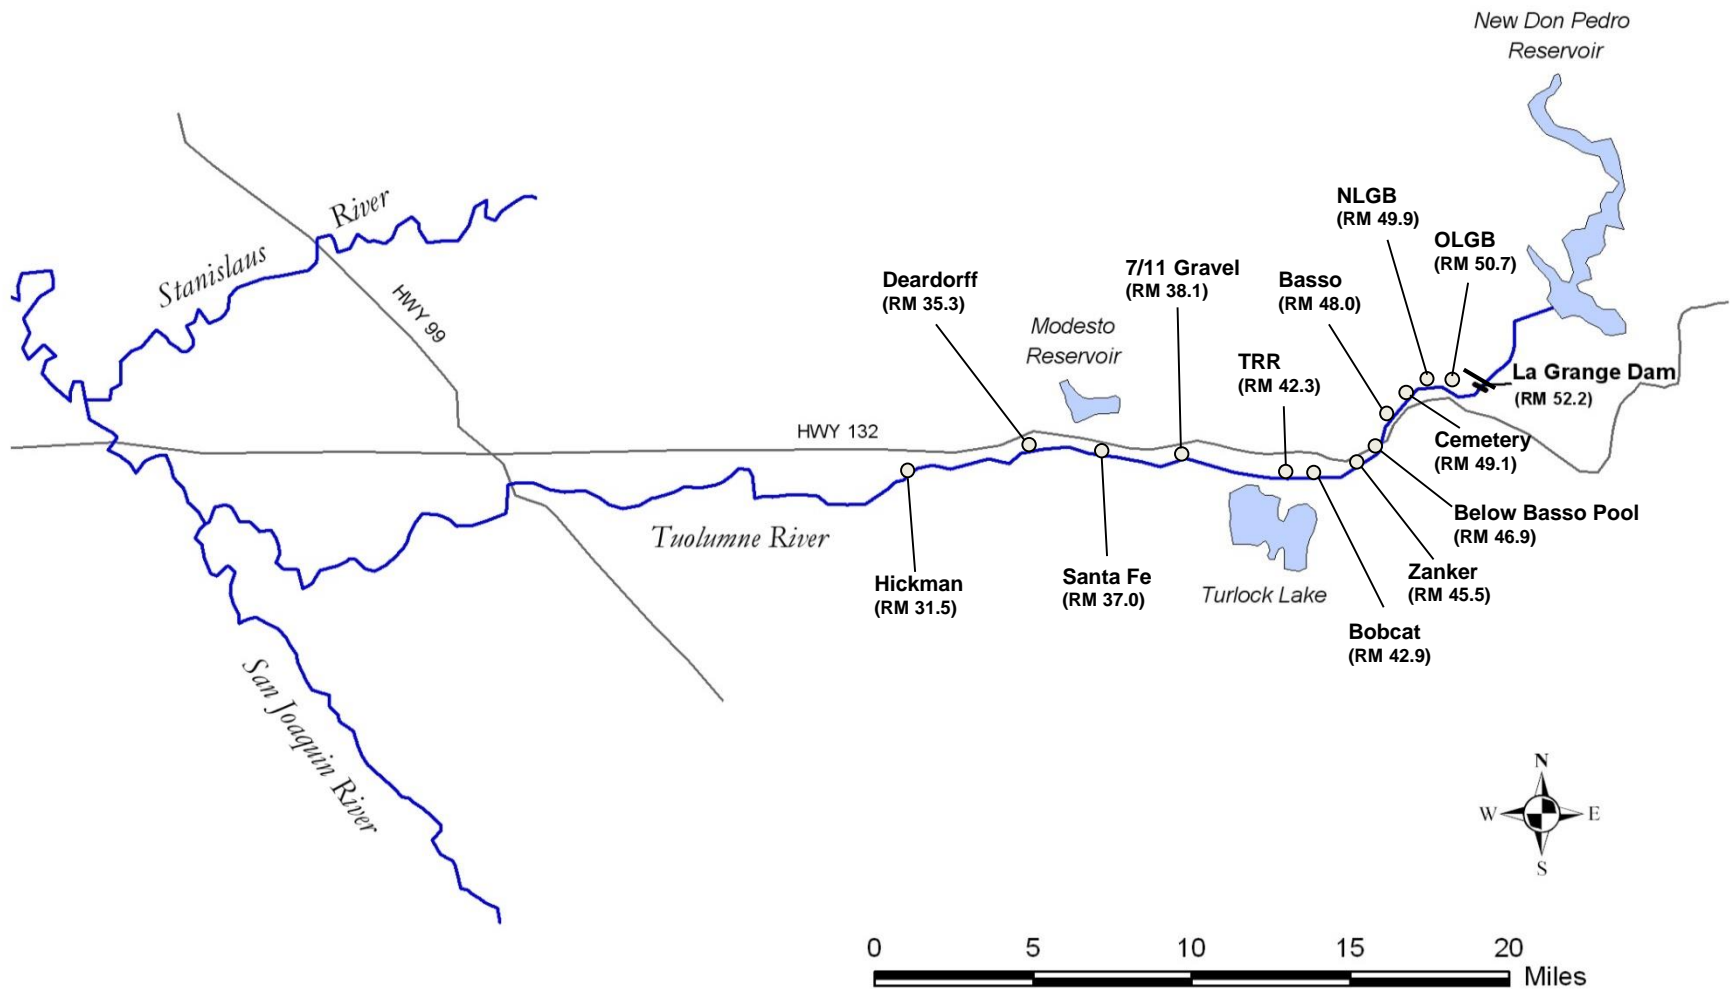 New Don Pedro
Reservoir
NLGB
(RM 49.9)
OLGB
(RM 50.7)
Stanislaus River
HWY 99
Deardorff
(RM 35.3)
7/11 Gravel
(RM 38.1)
Basso
(RM 48.0)
Modesto
Reservoir
TRR
(RM 42.3)
La Grange Dam
(RM 52.2)
HWY 132
Cemetery
(RM 49.1)
Below Basso Pool
(RM 46.9)
Tuolumne River
Hickman
(RM 31.5)
Santa Fe
(RM 37.0)
Turlock Lake
Zanker
(RM 45.5)
Bobcat
(RM 42.9)
San Joaquin River
N
W E
S
0 5 10 15 20
Miles